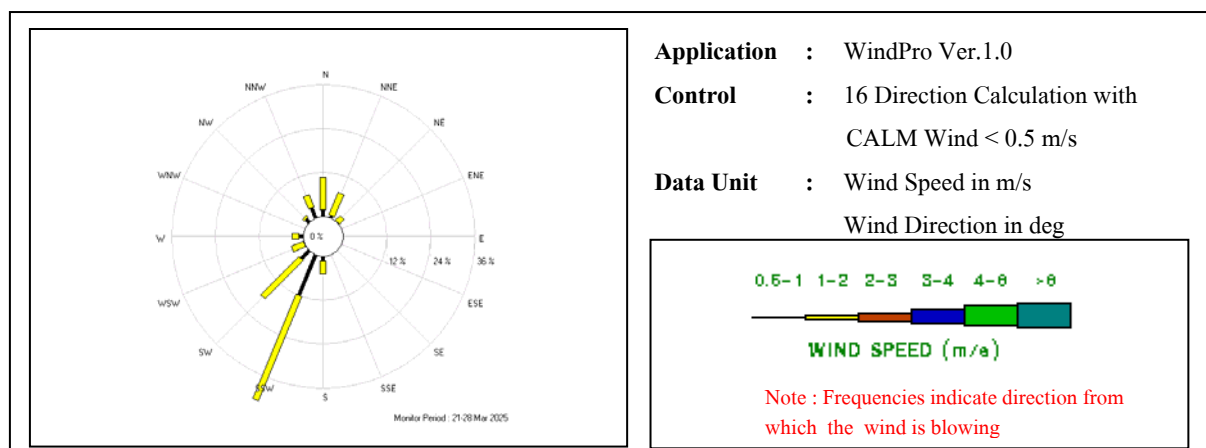 N
NNW
NNE
NW
NE
WNW
ENE
W
0 %
E
12 %
24 %
36 %
WSW
ESE
SW
SE
SSW
SSE
S
Monitor Period : 21-28 Mar 2025
Application : WindPro Ver.1.0
Control : 16 Direction Calculation with
CALM Wind < 0.5 m/s
Data Unit : Wind Speed in m/s
Wind Direction in deg
0.5-1 1-2 2-3 3-4 4-6 >6
WIND SPEED (m/s)
Note : Frequencies indicate direction from
which the wind is blowing